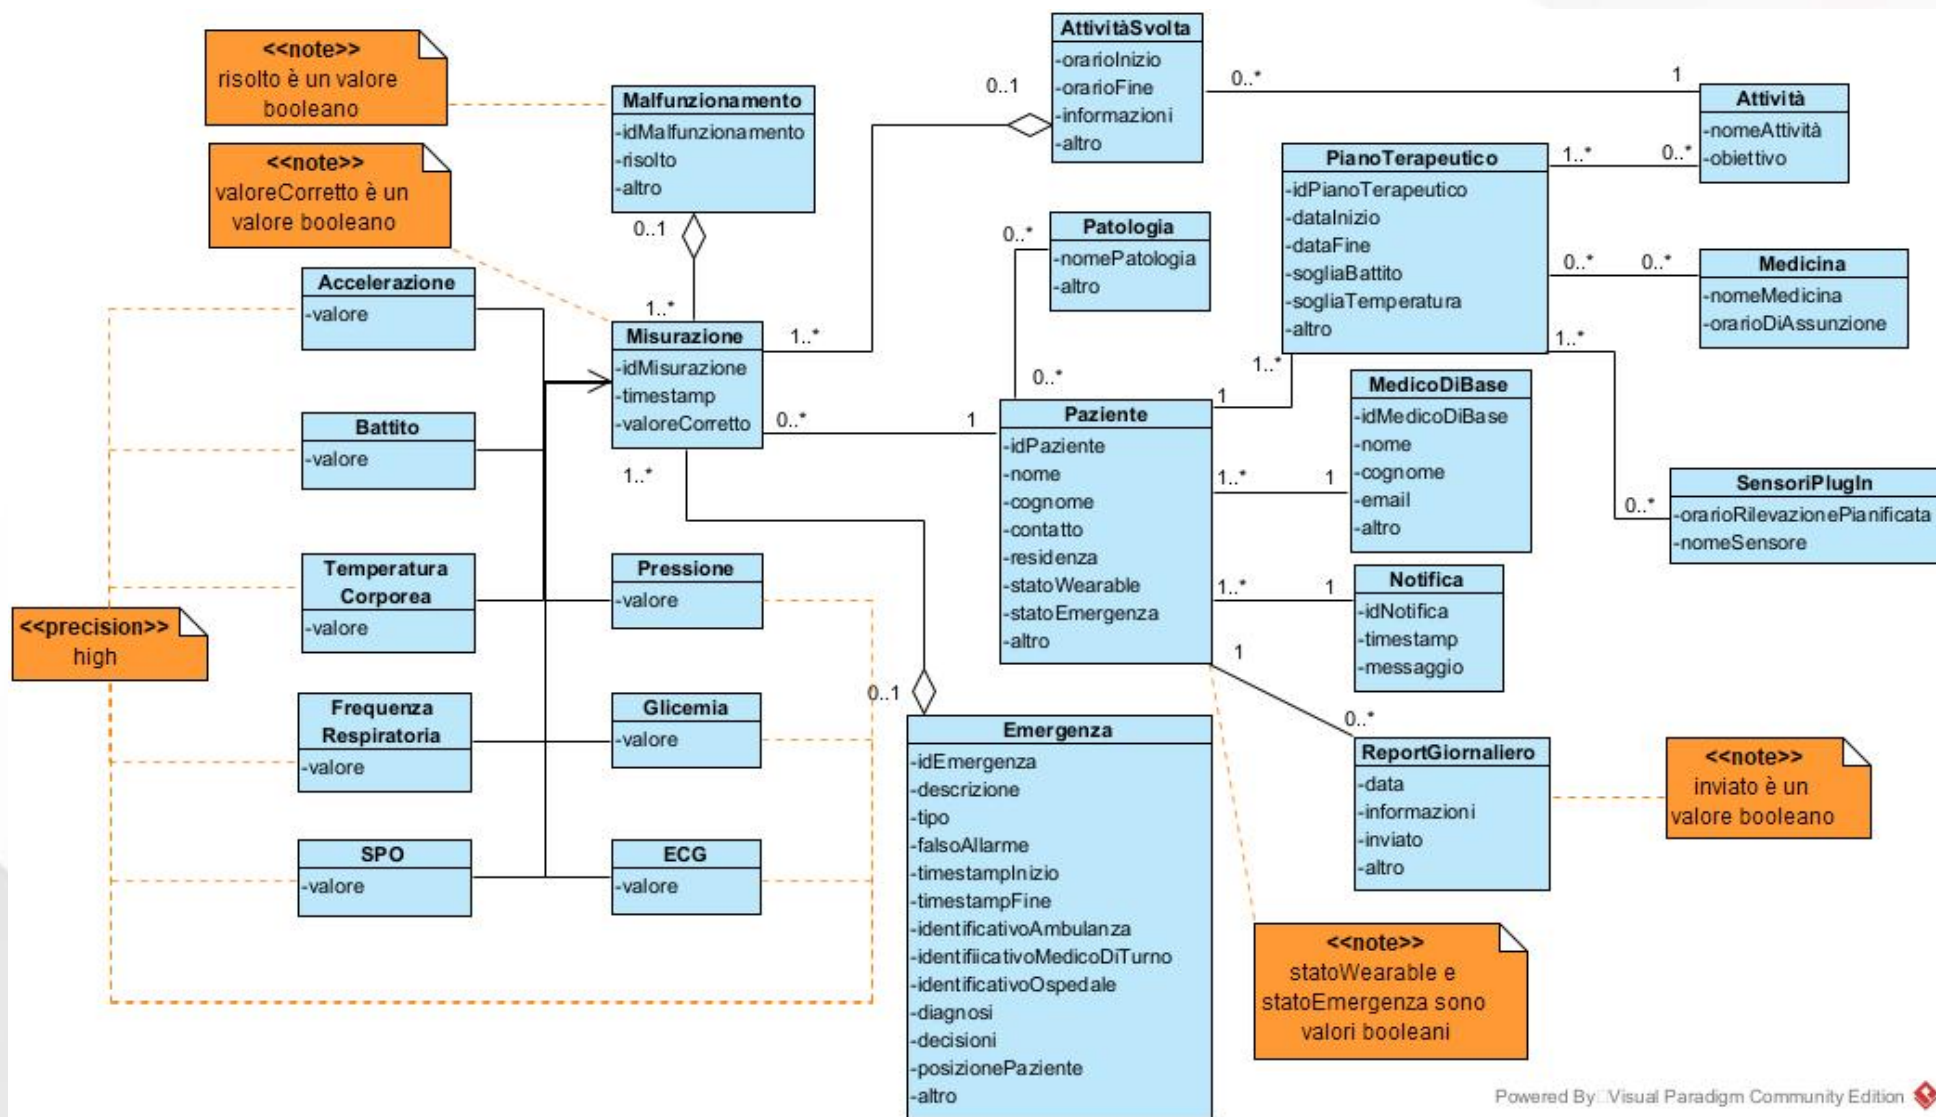 <<note>>
risolto è un valore
booleano
<<note>>
valoreCorretto è un
valore booleano
Malfunzionamento
-idMalfunzionamento
-risolto
-altro
0..1
1..*
AttivitàSvolta
-orarioInizio
-orarioFine
-informazioni
-altro
0..1
0..*
1
Attività
-nomeAttività
-obiettivo
PianoTerapeutico
-idPianoTerapeutico
-dataInizio
-dataFine
-sogliaBattito
-sogliaTemperatura
-altro
1..*
0..*
0..*
0..*
1..*
Medicina
-nomeMedicina
-orarioDiAssunzione
Patologia
-nomePatologia
-altro
0..*
0..*
Accelerazione
-valore
Misurazione
-idMisurazione
-timestamp
-valoreCorretto
1..*
0..*
1
1..*
Battito
-valore
Paziente
-idPaziente
-nome
-cognome
-contatto
-residenza
-statoWearable
-statoEmergenza
-altro
1
1..*
MedicoDiBase
-idMedicoDiBase
-nome
-cognome
-email
-altro
1..*
1
SensoriPlugIn
-orarioRilevazionePianificata
-nomeSensore
0..*
Temperatura
Corporea
-valore
Pressione
-valore
1..*
1
Notifica
-idNotifica
-timestamp
-messaggio
<<precision>>
high
Frequenza
Respiratoria
-valore
Glicemia
-valore
0..1
Emergenza
-idEmergenza
-descrizione
-tipo
-falsoAllarme
-timestampInizio
-timestampFine
-identificativoAmbulanza
-identifiicativoMedicoDiTurno
-identificativoOspedale
-diagnosi
-decisioni
-posizionePaziente
-altro
1
0..*
ReportGiornaliero
-data
-informazioni
-inviato
-altro
<<note>>
inviato è un
valore booleano
SPO
-valore
ECG
-valore
<<note>>
statoWearable e
statoEmergenza sono
valori booleani
Powered By Visual Paradigm Community Edition